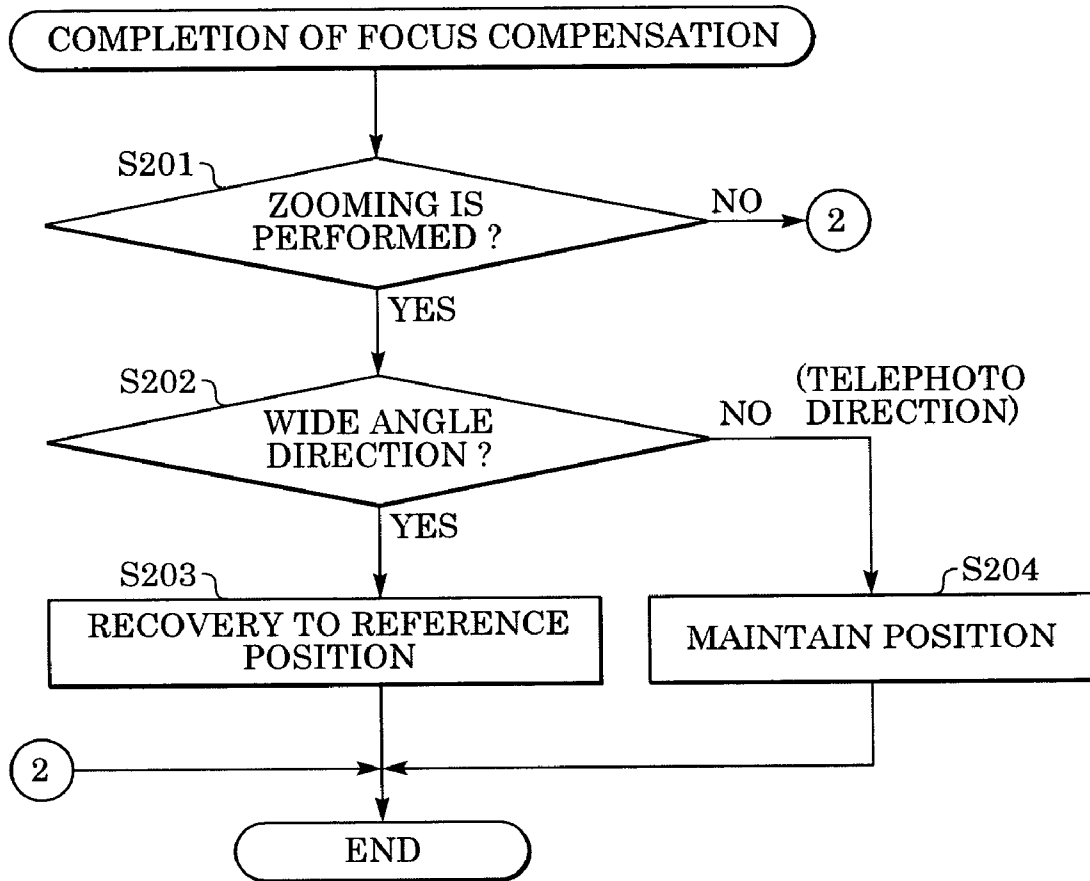 COMPLETION OF FOCUS COMPENSATION
S201
ZOOMING IS
PERFORMED ?
NO
2
YES
S202
WIDE ANGLE
DIRECTION ?
NO
(TELEPHOTO
DIRECTION)
YES
S203
RECOVERY TO REFERENCE
POSITION
S204
MAINTAIN POSITION
2
END